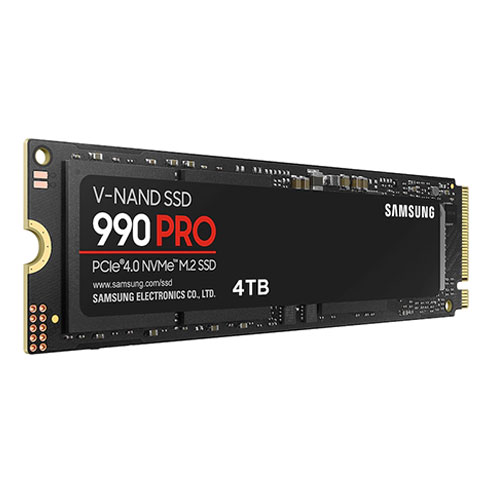 V-NAND SSD
990 PRO
PCIe®4.0 NVMe™ M.2 SSD
www.samsung.com/ssd
SAMSUNG ELECTRONICS CO., LTD.
4TB
SAMSUNG